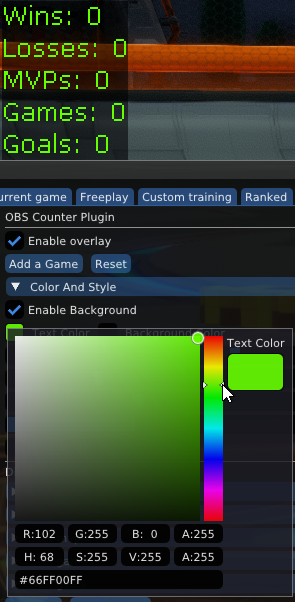 Wins: 0
Losses: 0
MVPs: 0
Games: 0
Goals: 0
urrent game Freeplay Custom training Ranked
OBS Counter Plugin
Enable overlay
Add a Game Reset
Color And Style
Enable Background
Text Color Background Color
Text Color
R:102 G:255 B: 0 A:255
H: 68 S:255 V:255 A:255
#66FF00FF